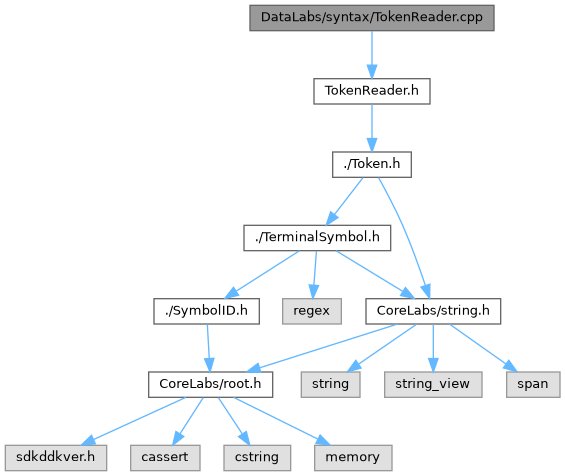 DataLabs/syntax/TokenReader.cpp
TokenReader.h
./Token.h
./TerminalSymbol.h
./SymbolID.h
regex
CoreLabs/string.h
CoreLabs/root.h
string
string_view
span
sdkddkver.h
cassert
cstring
memory